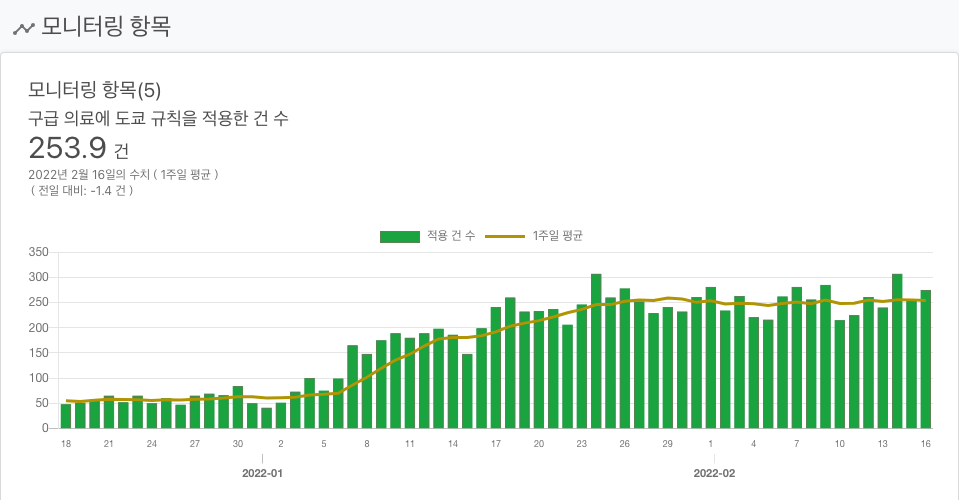 모니터링 항목
모니터링 항목(5)
구급 의료에 도쿄 규칙을 적용한 건 수
253.9 건
2022년 2월 16일의 수치 ( 1주일 평균 )
( 전일 대비: -1.4 건 )
적용 건 수 1주일 평균
350
300
250
200
150
100
50
0
18 21 24 27 30 2 5 8 11 14 17 20 23 26 29 1 4 7 10 13 16
2022-01 2022-02